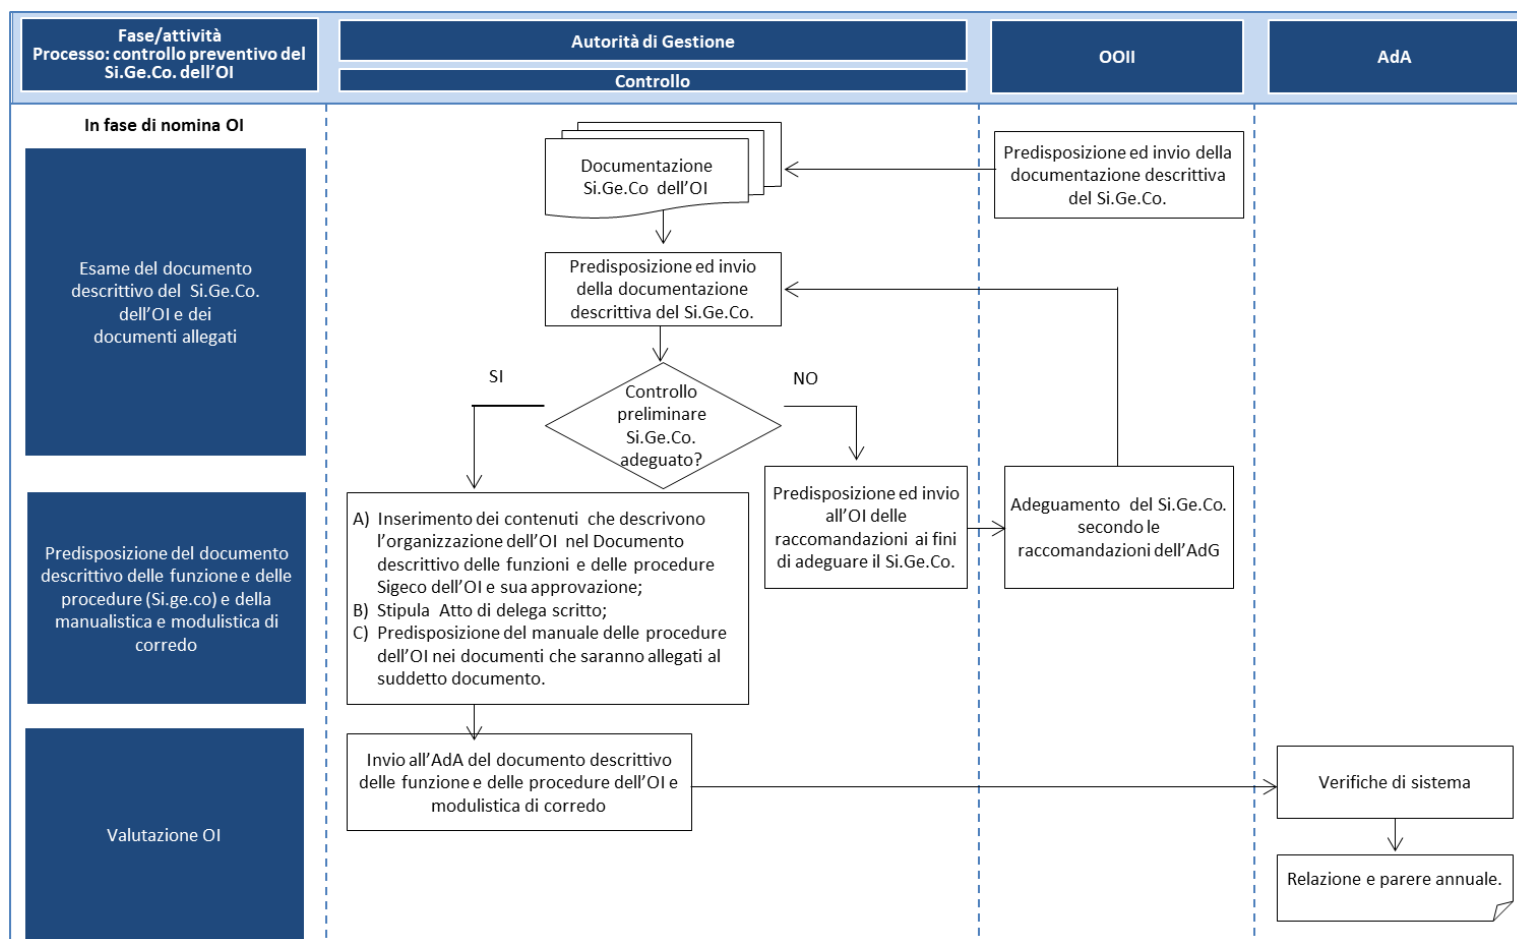 Fase/attività
Processo: controllo preventivo del
Si.Ge.Co. dell'OI
Autorità di Gestione
Controllo
OOII
AdA
In fase di nomina OI
Esame del documento
descrittivo del Si.Ge.Co.
dell'OI e dei
documenti allegati
Documentazione
Si.Ge.Co dell'OI
Predisposizione ed invio della
documentazione descrittiva
del Si.Ge.Co.
Predisposizione ed invio
della documentazione
descrittiva del Si.Ge.Co.
SI
NO
Controllo
preliminare
Si.Ge.Co.
adeguato?
Predisposizione ed invio
all'OI delle
raccomandazioni ai fini
di adeguare il Si.Ge.Co.
Adeguamento del Si.Ge.Co.
secondo le
raccomandazioni dell'AdG
Predisposizione del documento
descrittivo delle funzione e delle
procedure (Si.ge.co) e della
manualistica e modulistica di
corredo
A) Inserimento dei contenuti che descrivono
l'organizzazione dell'OI nel Documento
descrittivo delle funzioni e delle procedure
Sigeco dell'OI e sua approvazione;
B) Stipula Atto di delega scritto;
C) Predisposizione del manuale delle procedure
dell'OI nei documenti che saranno allegati al
suddetto documento.
Valutazione OI
Invio all'AdA del documento descrittivo
delle funzione e delle procedure dell'OI e
modulistica di corredo
Verifiche di sistema
Relazione e parere annuale.